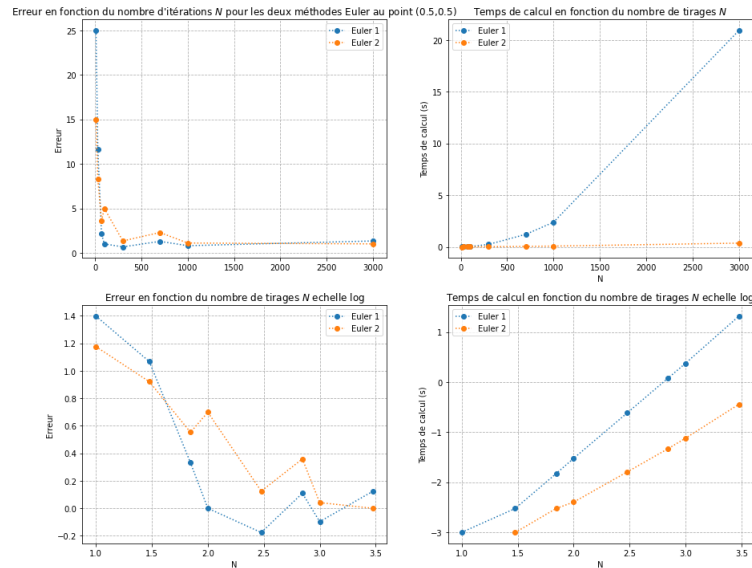 Erreur en fonction du nombre d'itérations N pour les deux méthodes Euler au point (0.5,0.5)
25
20
15
10
5
0
Erreur
Euler 1
Euler 2
0
500
1000
1500
2000
2500
3000
Temps de calcul en fonction du nombre de tirages N
20
15
10
5
0
Temps de calcul (s)
Euler 1
Euler 2
0
500
1000
1500
2000
2500
3000
N
Erreur en fonction du nombre de tirages N echelle log
1.4
1.2
1.0
0.8
0.6
0.4
0.2
0.0
−0.2
Erreur
Euler 1
Euler 2
1.0
1.5
2.0
2.5
3.0
3.5
N
Temps de calcul en fonction du nombre de tirages N echelle log
1
0
−1
−2
−3
Temps de calcul (s)
Euler 1
Euler 2
1.0
1.5
2.0
2.5
3.0
3.5
N